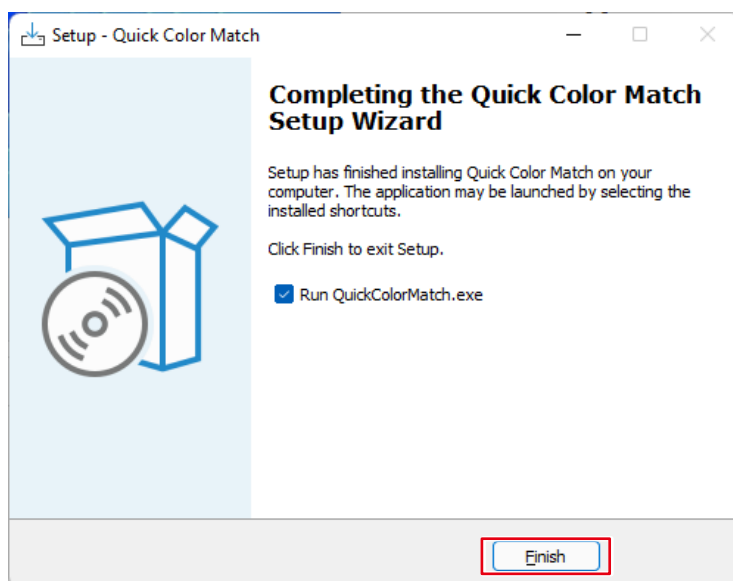 Setup - Quick Color Match
Completing the Quick Color Match
Setup Wizard
Setup has finished installing Quick Color Match on your
computer. The application may be launched by selecting the
installed shortcuts.
Click Finish to exit Setup.
Run QuickColorMatch.exe
Finish